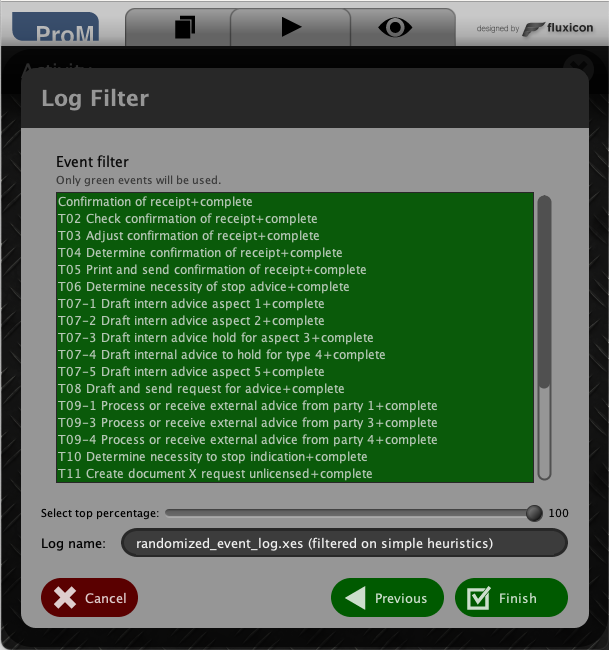 ProM
designed by fluxicon
Activity
Log Filter
Event filter
Only green events will be used.
Confirmation of receipt+complete
T02 Check confirmation of receipt+complete
T03 Adjust confirmation of receipt+complete
T04 Determine confirmation of receipt+complete
T05 Print and send confirmation of receipt+complete
T06 Determine necessity of stop advice+complete
T07-1 Draft intern advice aspect 1+complete
T07-2 Draft intern advice aspect 2+complete
T07-3 Draft intern advice hold for aspect 3+complete
T07-4 Draft internal advice to hold for type 4+complete
T07-5 Draft intern advice aspect 5+complete
T08 Draft and send request for advice+complete
T09-1 Process or receive external advice from party 1+complete
T09-3 Process or receive external advice from party 3+complete
T09-4 Process or receive external advice from party 4+complete
T10 Determine necessity to stop indication+complete
T11 Create document X request unlicensed+complete
Select top percentage: 100
Log name: randomized_event_log.xes (filtered on simple heuristics)
Cancel Previous Finish